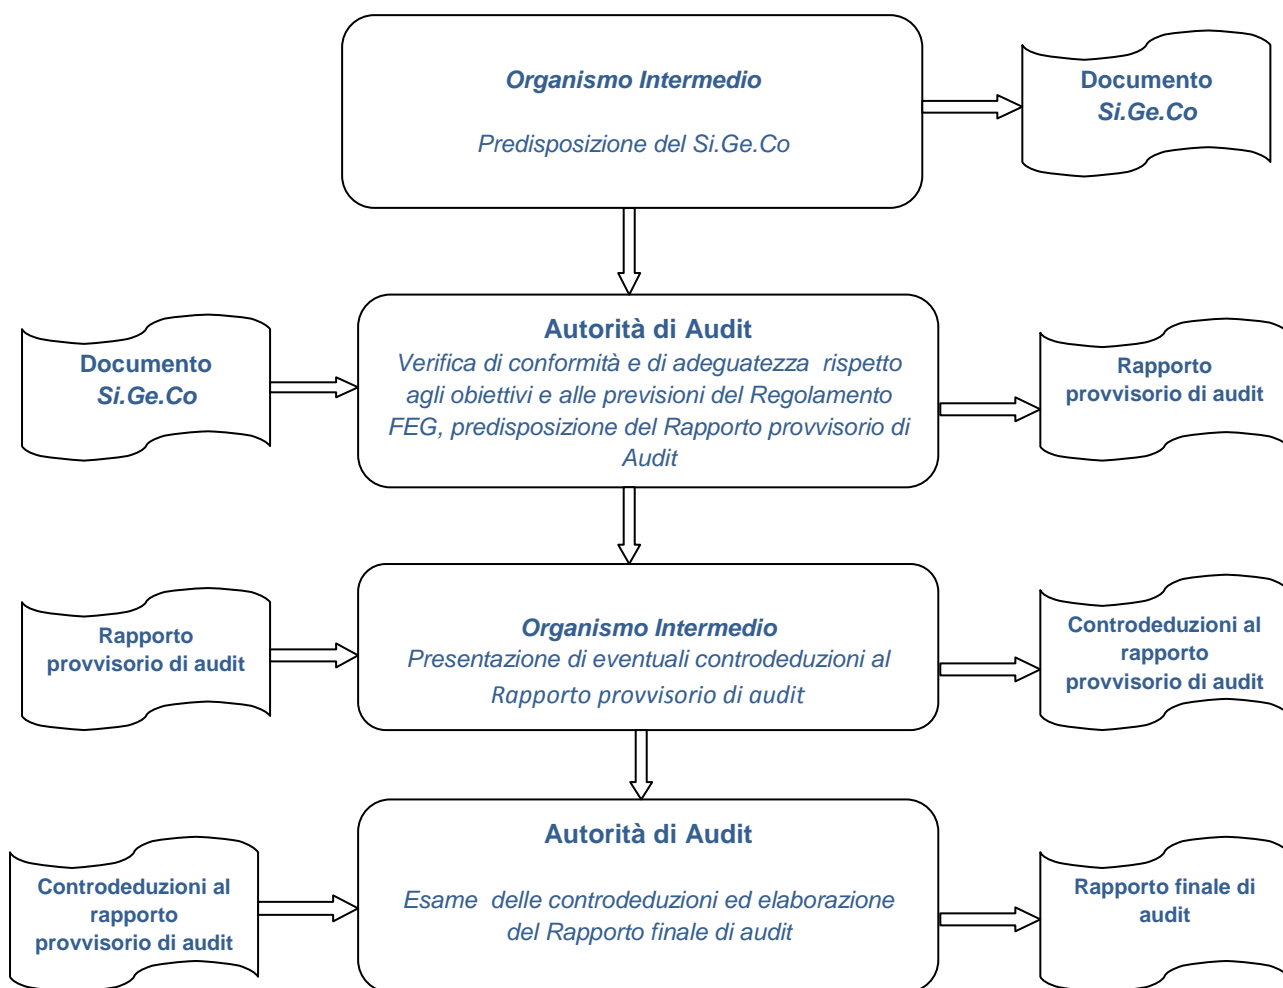 Organismo Intermedio
Predisposizione del Si.Ge.Co
Documento
Si.Ge.Co
Documento
Si.Ge.Co
Autorità di Audit
Verifica di conformità e di adeguatezza rispetto
agli obiettivi e alle previsioni del Regolamento
FEG, predisposizione del Rapporto provvisorio di
Audit
Rapporto
provvisorio di audit
Rapporto
provvisorio di audit
Organismo Intermedio
Presentazione di eventuali controdeduzioni al
Rapporto provvisorio di audit
Controdeduzioni al
rapporto
provvisorio di audit
Controdeduzioni al
rapporto
provvisorio di audit
Autorità di Audit
Esame delle controdeduzioni ed elaborazione
del Rapporto finale di audit
Rapporto finale di
audit